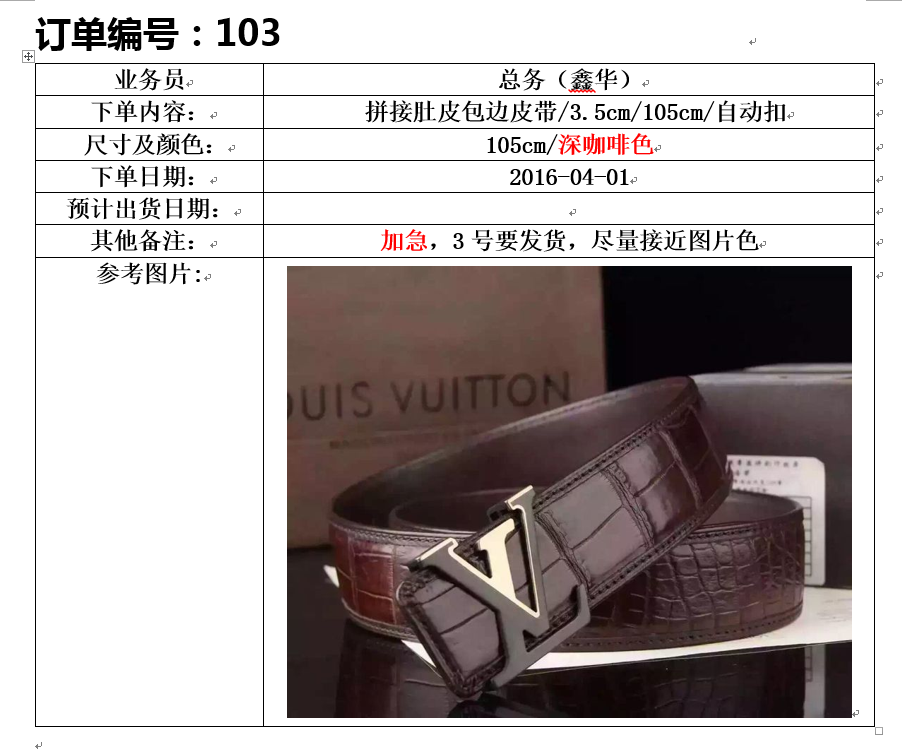 订单编号：103
业务员
总务（鑫华）
下单内容：
拼接肚皮包边皮带/3.5cm/105cm/自动扣
尺寸及颜色：
105cm/深咖啡色
下单日期：
2016-04-01
预计出货日期：
其他备注：
加急，3号要发货，尽量接近图片色
参考图片:
OUIS VUITTON